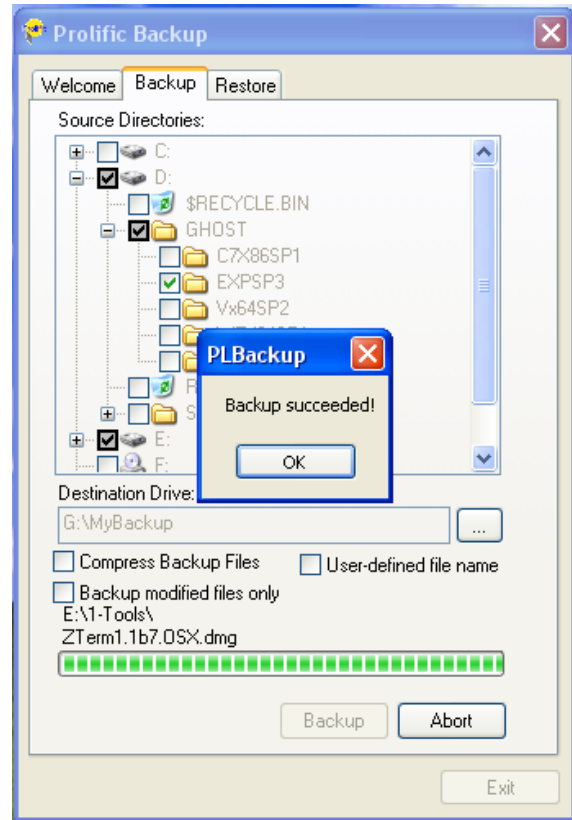 Prolific Backup
Welcome Backup Restore
Source Directories:
C:
D:
$RECYCLE.BIN
GHOST
C7X86SP1
EXPSP3
Vx64SP2
PLBackup
Backup succeeded!
OK
E:
F:
Destination Drive:
G:\MyBackup
...
Compress Backup Files User-defined file name
Backup modified files only
E:\1-Tools\
ZTerm1.1b7.OSX.dmg
Backup Abort
Exit